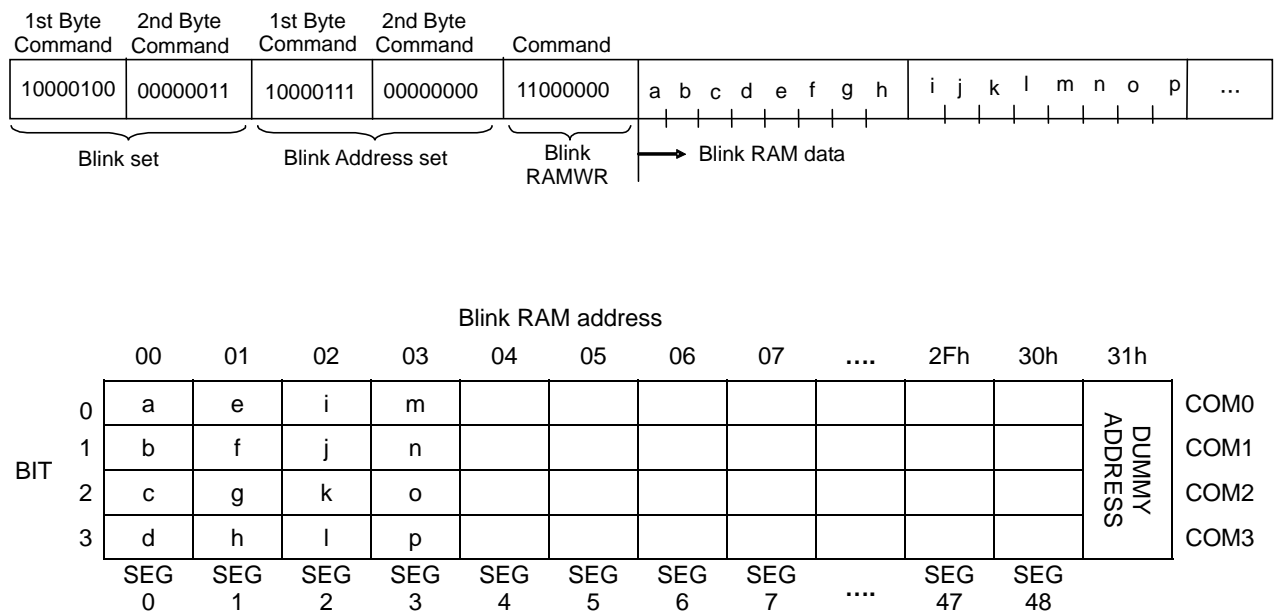 1st Byte 2nd Byte 1st Byte 2nd Byte
Command Command Command Command Command
10000100 00000011 10000111 00000000 11000000 a b c d e f g h i j k l m n o p ...
Blink set Blink Address set Blink RAMWR Blink RAM data
Blink RAM address
00 01 02 03 04 05 06 07 .... 2Fh 30h 31h
0 a e i m COM0
1 b f j n COM1
BIT
2 c g k o COM2
3 d h l p COM3
DUMMY
ADDRESS
SEG SEG SEG SEG SEG SEG SEG SEG SEG SEG
0 1 2 3 4 5 6 7 .... 47 48